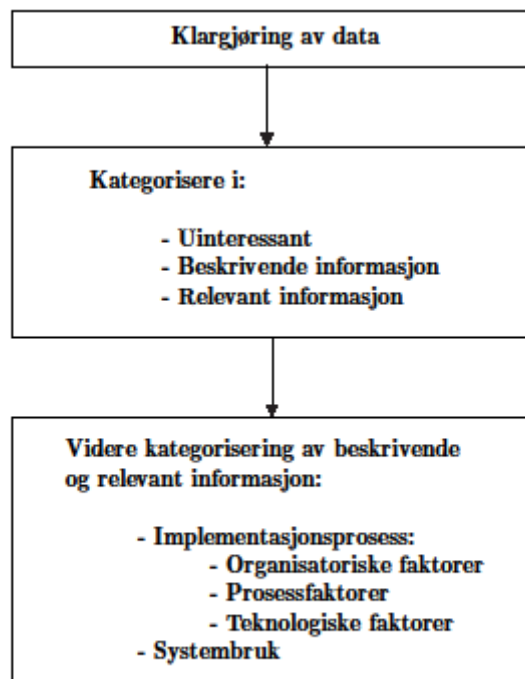 Klargjøring av data
Kategorisere i:
- Uinteressant
- Beskrivende informasjon
- Relevant informasjon
Videre kategorisering av beskrivende
og relevant informasjon:
- Implementasjonsprosess:
- Organisatoriske faktorer
- Prosessfaktorer
- Teknologiske faktorer
- Systembruk